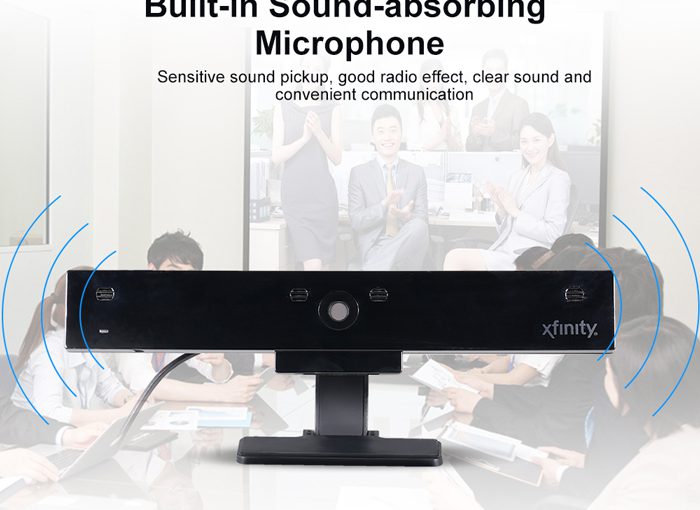 Built-in Sound-absorbing
Microphone
Sensitive sound pickup, good radio effect, clear sound and
convenient communication
xfinity